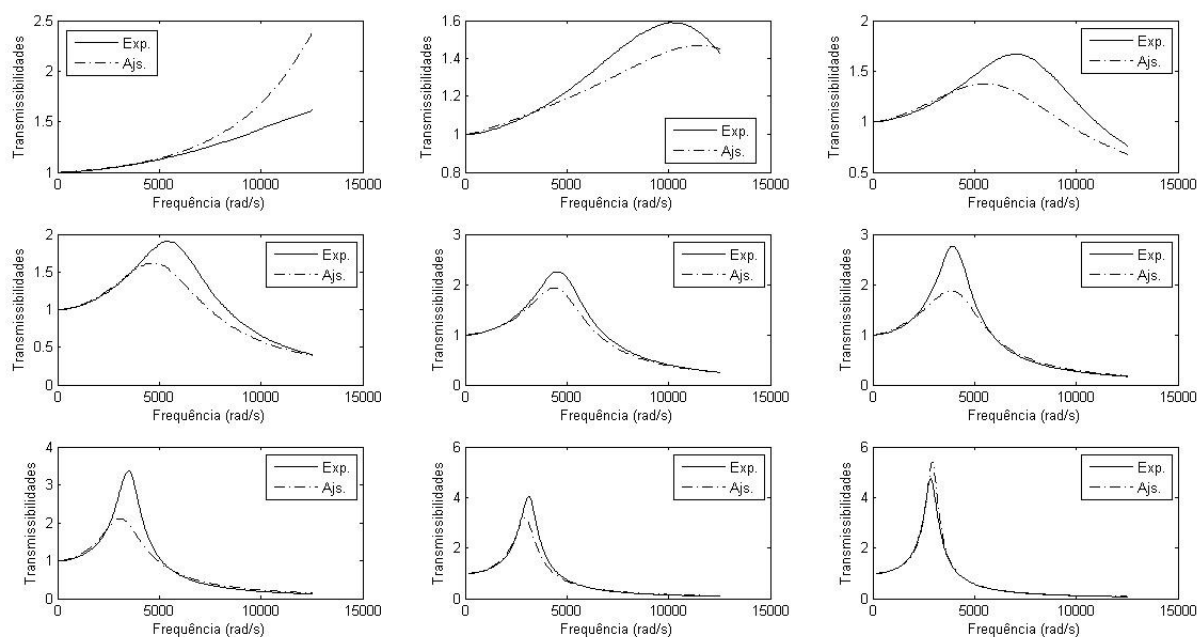 2.5
2
1.5
1
0
5000
10000
15000
Transmissibilidades
Frequência (rad/s)
Exp.
Ajs.
1.6
1.4
1.2
1
0.8
0
5000
10000
15000
Transmissibilidades
Frequência (rad/s)
Exp.
Ajs.
2
1.5
1
0.5
0
5000
10000
15000
Transmissibilidades
Frequência (rad/s)
Exp.
Ajs.
2
1.5
1
0.5
0
0
5000
10000
15000
Transmissibilidades
Frequência (rad/s)
Exp.
Ajs.
3
2
1
0
0
5000
10000
15000
Transmissibilidades
Frequência (rad/s)
Exp.
Ajs.
3
2
1
0
0
5000
10000
15000
Transmissibilidades
Frequência (rad/s)
Exp.
Ajs.
4
3
2
1
0
0
5000
10000
15000
Transmissibilidades
Frequência (rad/s)
Exp.
Ajs.
6
4
2
0
0
5000
10000
15000
Transmissibilidades
Frequência (rad/s)
Exp.
Ajs.
6
4
2
0
0
5000
10000
15000
Transmissibilidades
Frequência (rad/s)
Exp.
Ajs.